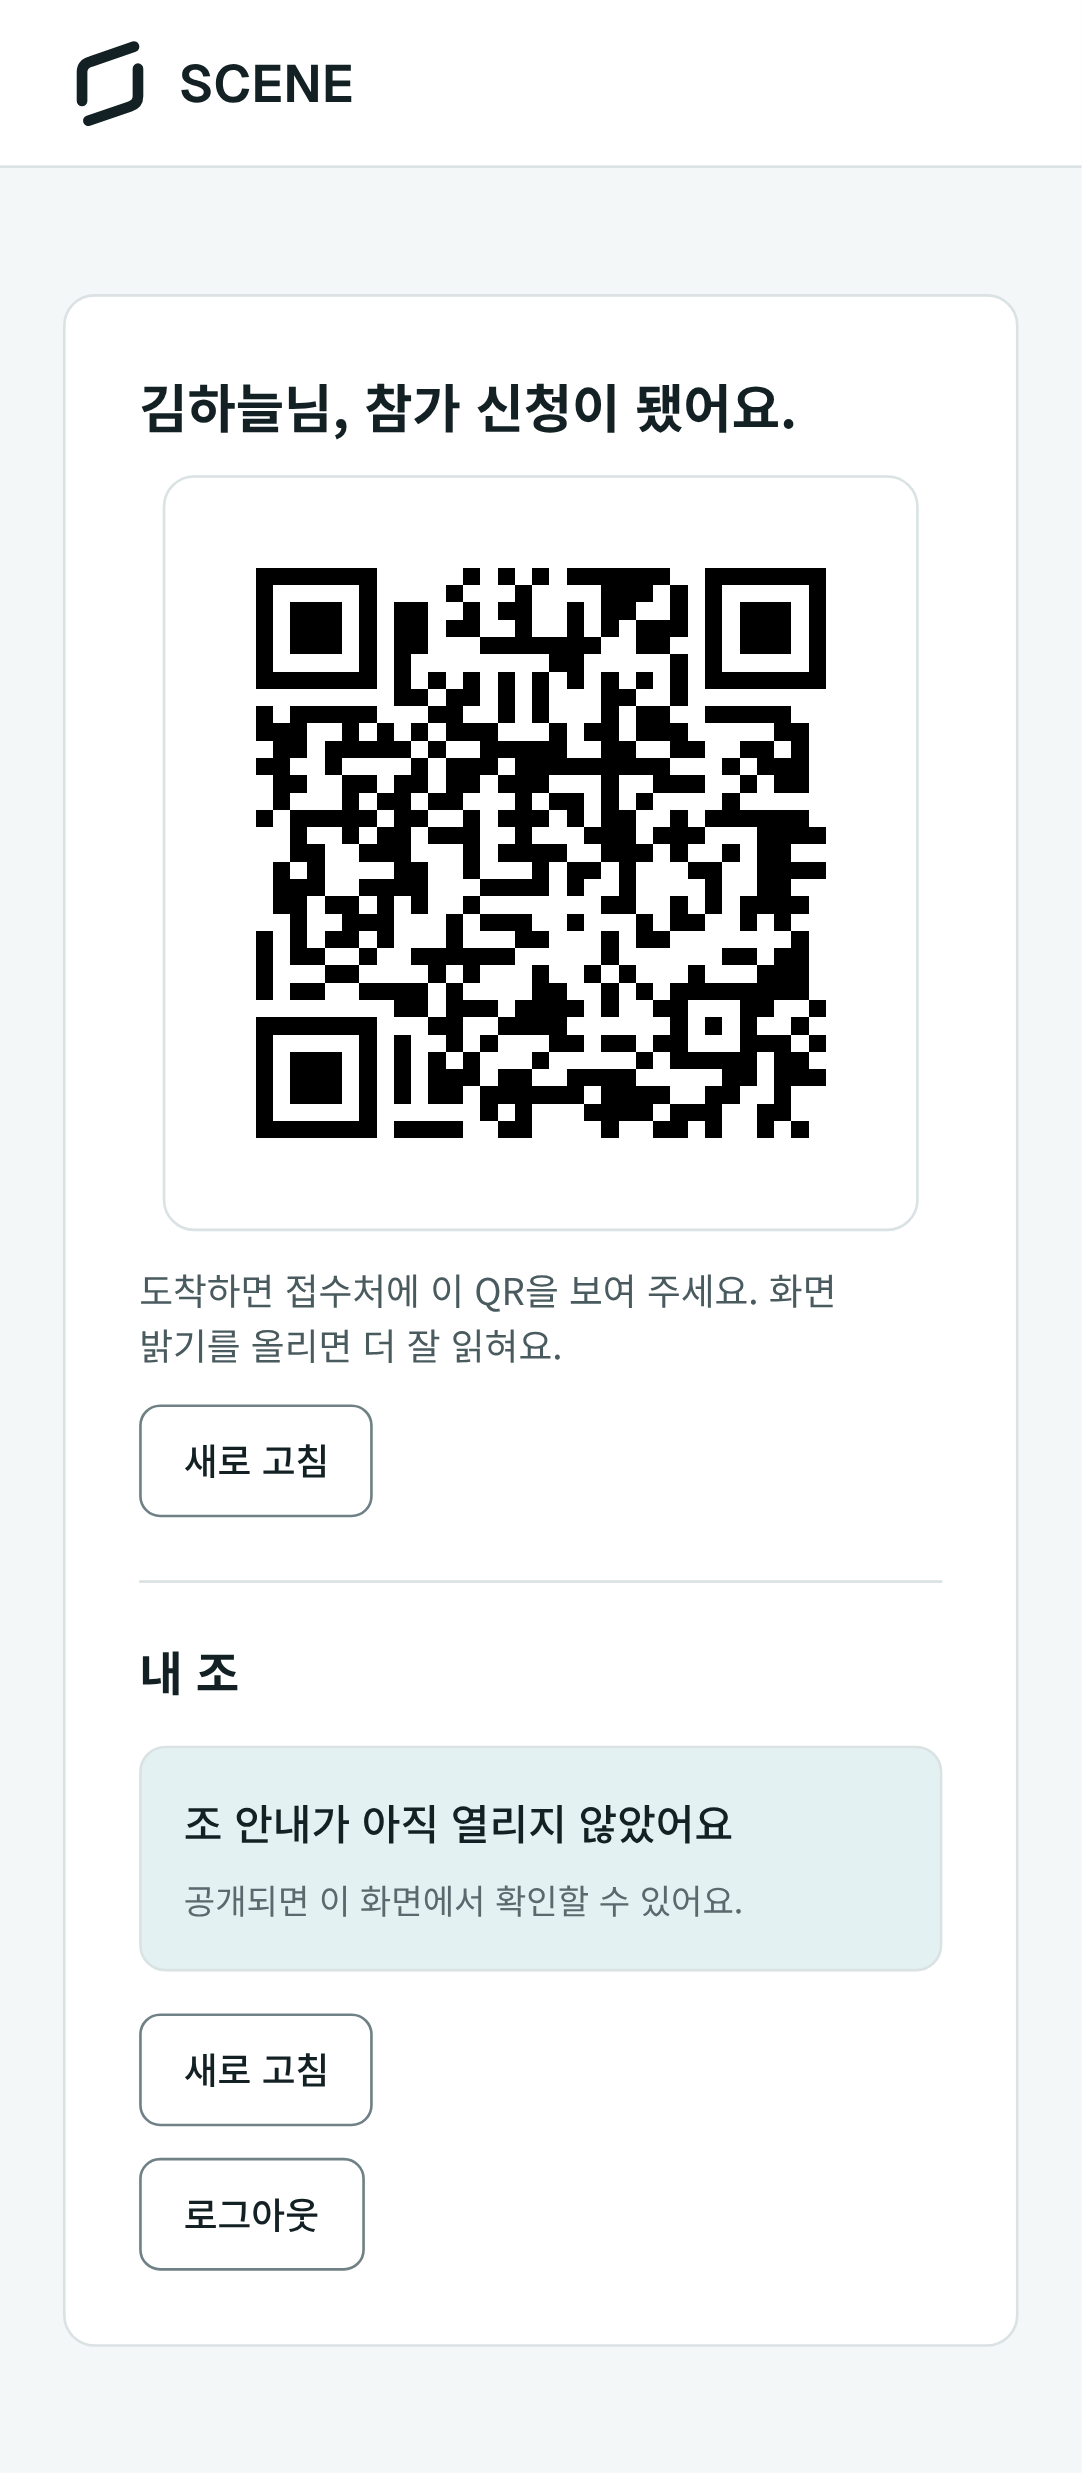 SCENE
김하늘님, 참가 신청이 됐어요.
도착하면 접수처에 이 QR을 보여 주세요. 화면
밝기를 올리면 더 잘 읽혀요.
새로 고침
내 조
조 안내가 아직 열리지 않았어요
공개되면 이 화면에서 확인할 수 있어요.
새로 고침
로그아웃